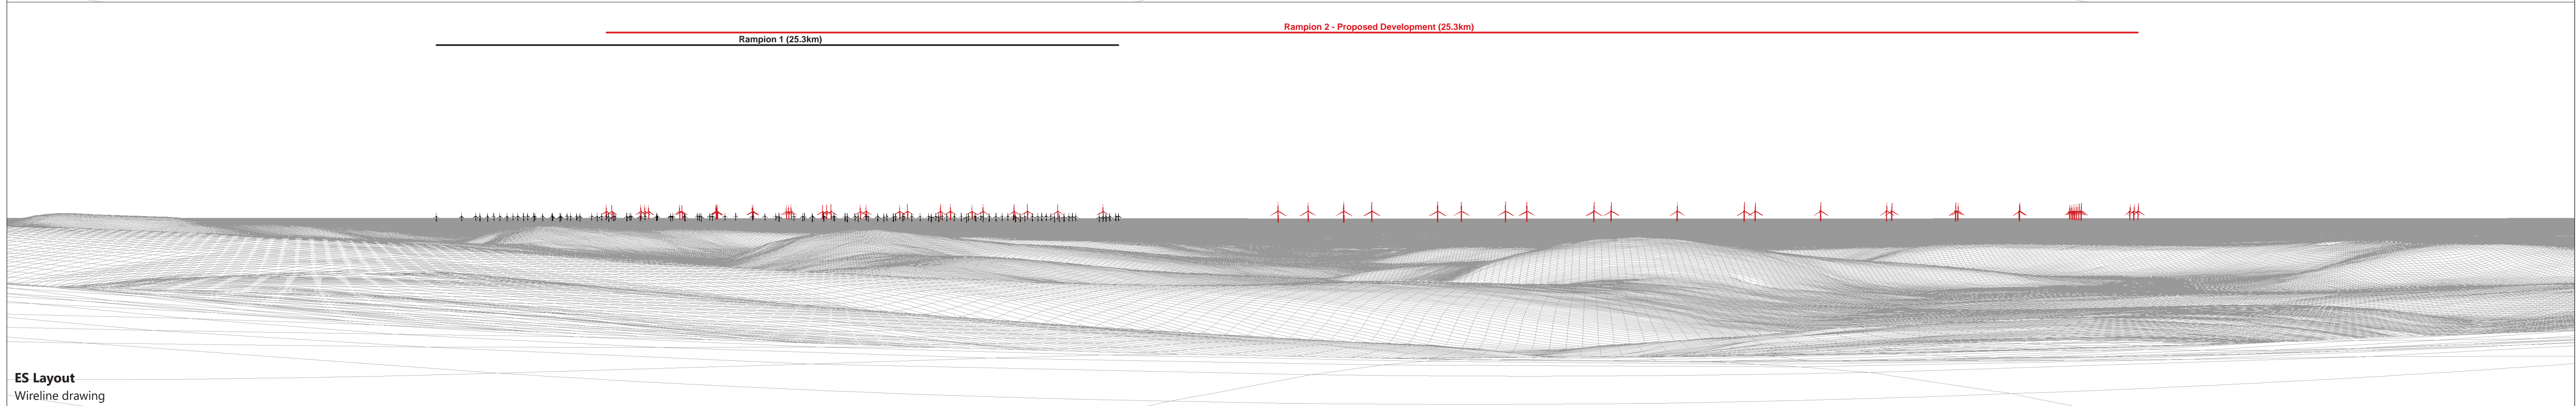 Rampion 2 - Proposed Development (25.3km)
Rampion 1 (25.3km)
ES Layout
Wireline drawing